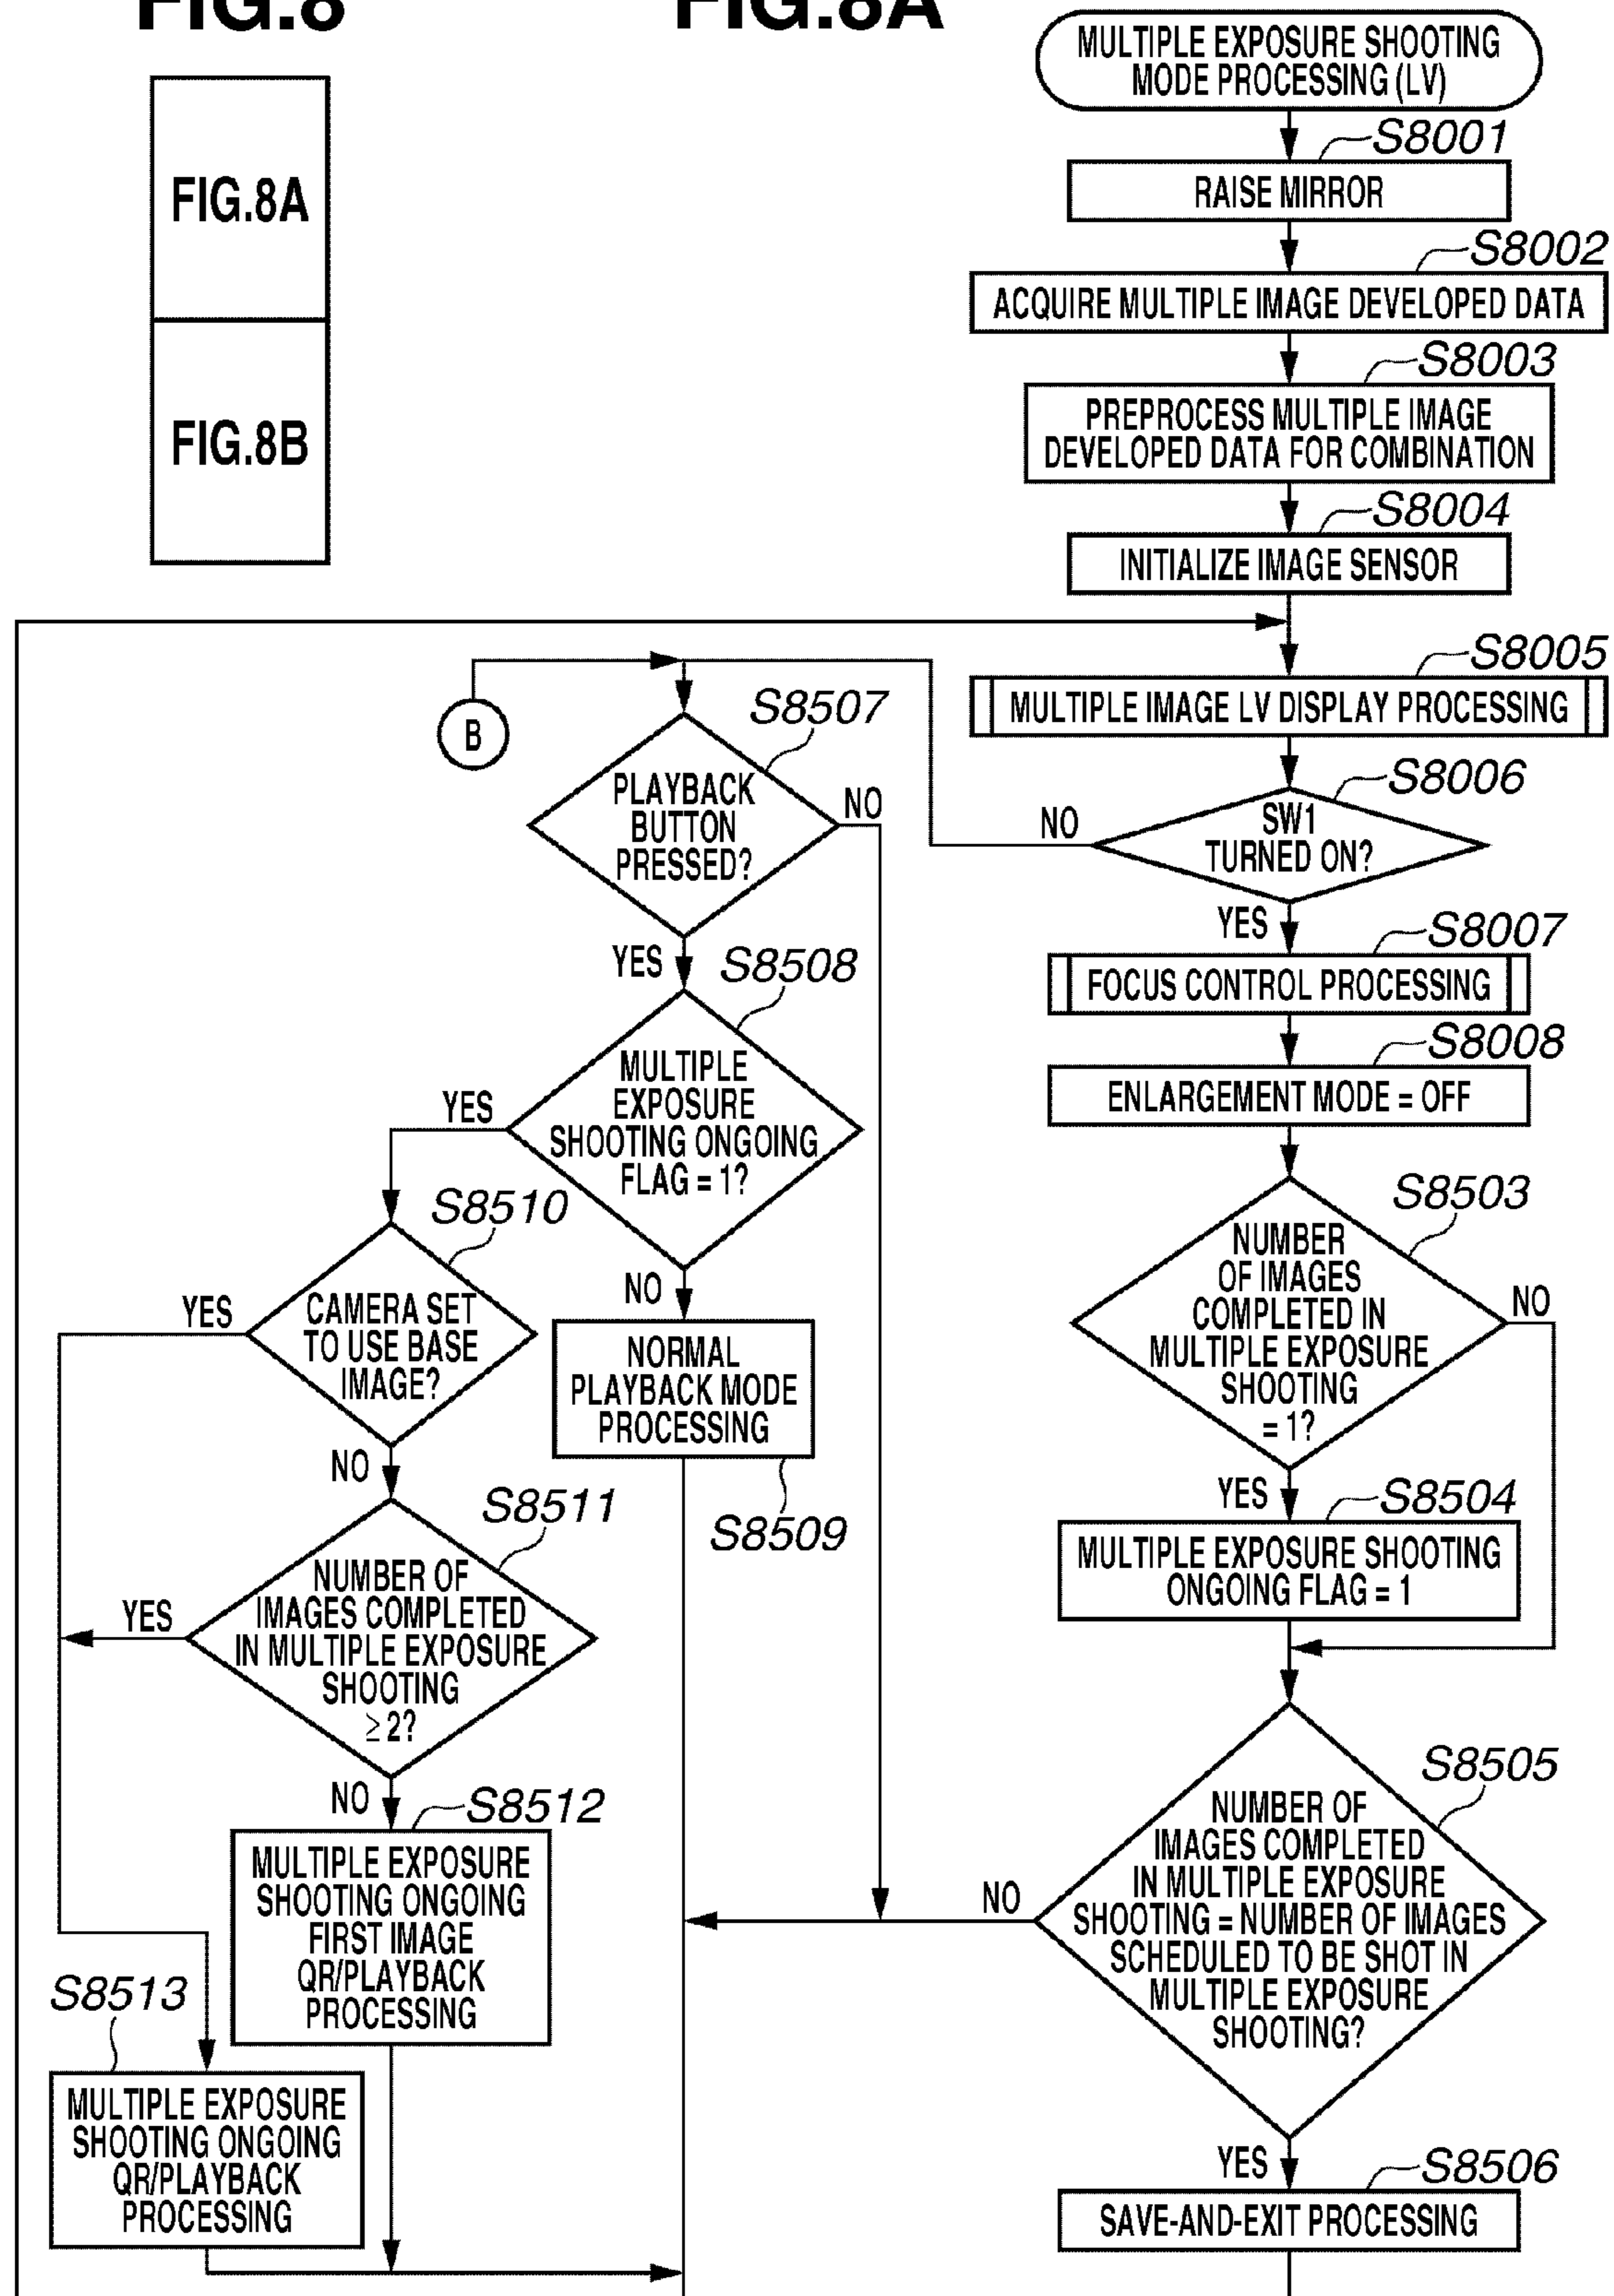 FIG.8
FIG.8A
FIG.8A
FIG.8B
MULTIPLE EXPOSURE SHOOTING
MODE PROCESSING (LV)
S8001
RAISE MIRROR
S8002
ACQUIRE MULTIPLE IMAGE DEVELOPED DATA
S8003
PREPROCESS MULTIPLE IMAGE
DEVELOPED DATA FOR COMBINATION
S8004
INITIALIZE IMAGE SENSOR
S8005
MULTIPLE IMAGE LV DISPLAY PROCESSING
S8006
SW1
TURNED ON?
NO
YES
S8007
FOCUS CONTROL PROCESSING
S8008
ENLARGEMENT MODE = OFF
S8503
NUMBER
OF IMAGES
COMPLETED IN
MULTIPLE EXPOSURE
SHOOTING
= 1?
NO
YES
S8504
MULTIPLE EXPOSURE SHOOTING
ONGOING FLAG = 1
S8505
NUMBER OF
IMAGES COMPLETED
IN MULTIPLE EXPOSURE
SHOOTING = NUMBER OF IMAGES
SCHEDULED TO BE SHOT IN
MULTIPLE EXPOSURE
SHOOTING?
NO
YES
S8506
SAVE-AND-EXIT PROCESSING
B
S8507
PLAYBACK
BUTTON
PRESSED?
NO
YES
S8508
MULTIPLE
EXPOSURE
SHOOTING ONGOING
FLAG = 1?
YES
NO
NORMAL
PLAYBACK MODE
PROCESSING
S8509
S8510
CAMERA SET
TO USE BASE
IMAGE?
YES
NO
S8511
NUMBER OF
IMAGES COMPLETED
IN MULTIPLE EXPOSURE
SHOOTING
≥ 2?
YES
NO
S8512
MULTIPLE EXPOSURE
SHOOTING ONGOING
FIRST IMAGE
QR/PLAYBACK
PROCESSING
S8513
MULTIPLE EXPOSURE
SHOOTING ONGOING
QR/PLAYBACK
PROCESSING